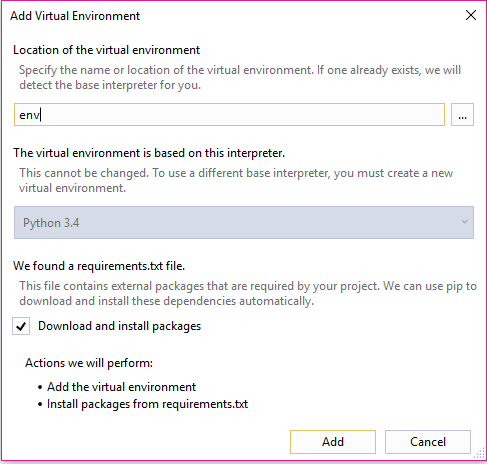 Add Virtual Environment
Location of the virtual environment
Specify the name or location of the virtual environment. If one already exists, we will
detect the base interpreter for you.
env
...
The virtual environment is based on this interpreter.
This cannot be changed. To use a different base interpreter, you must create a new
virtual environment.
Python 3.4
We found a requirements.txt file.
This file contains external packages that are required by your project. We can use pip to
download and install these dependencies automatically.
Download and install packages
Actions we will perform:
• Add the virtual environment
• Install packages from requirements.txt
Add
Cancel